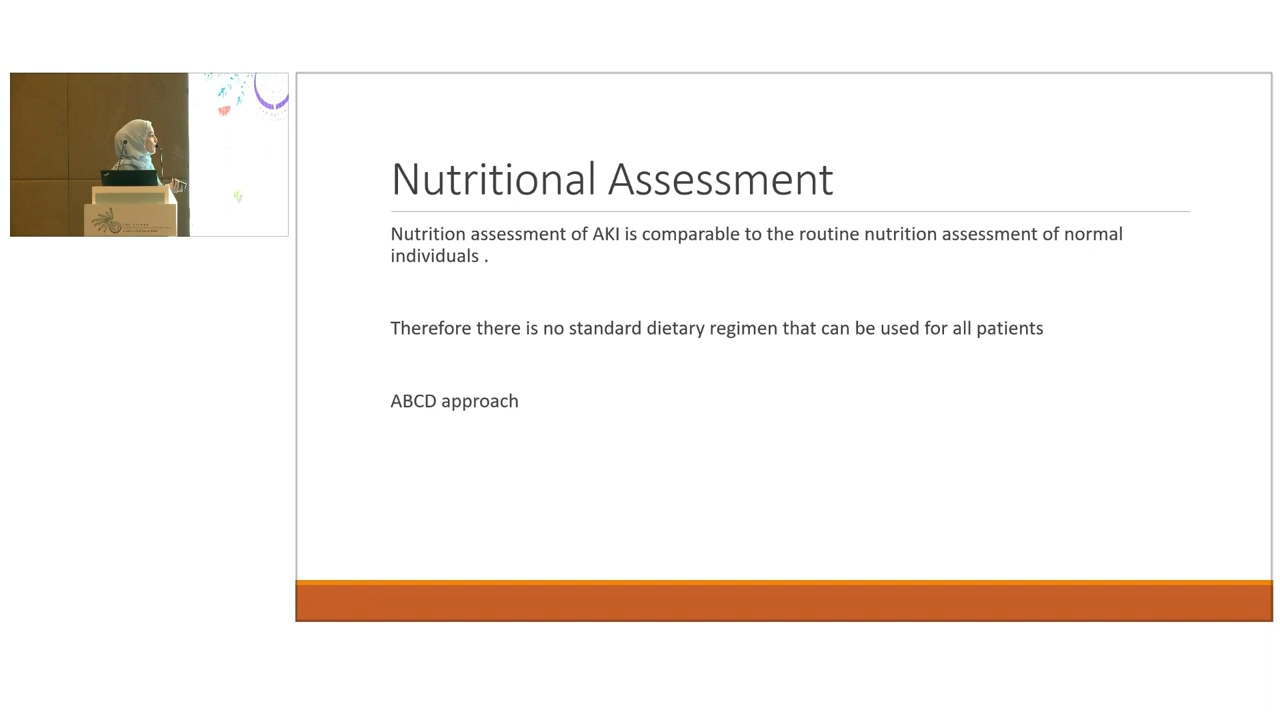 Nutritional Assessment
Nutrition assessment of AKI is comparable to the routine nutrition assessment of normal
individuals .
Therefore there is no standard dietary regimen that can be used for all patients
ABCD approach